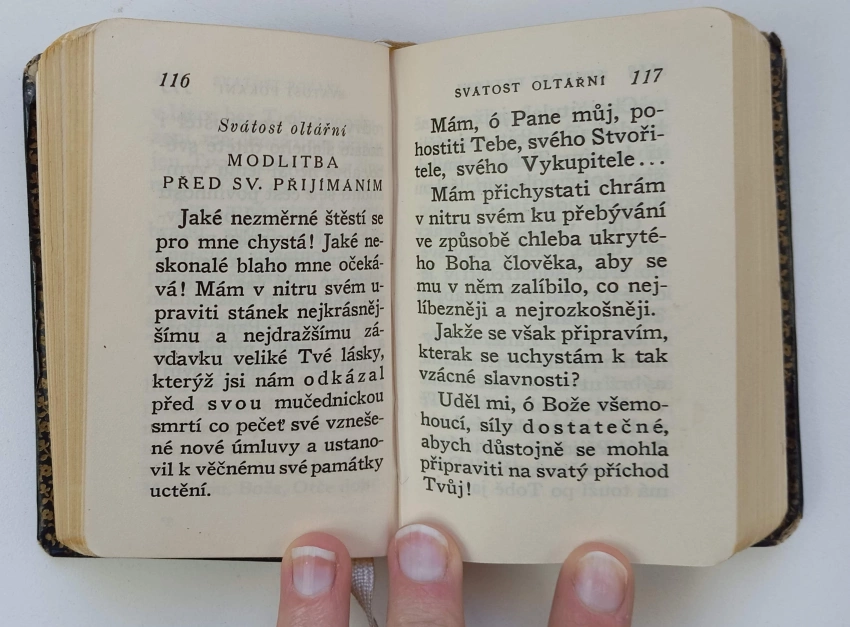 116
Svátost oltářní
MODLITBA
PŘED SV. PŘIJÍMÁNÍM
Jaké nezměrné štěstí se
pro mne chystá! Jaké ne-
skonalé blaho mne očeká-
vá! Mám v nitru svém u-
praviti stánek nejkrásněj-
šímu a nejdražšímu zá-
vďavku veliké Tvé lásky,
kterýž jsi nám odkázal
před svou mučednickou
smrtí co pečeť své vzneše-
né nové úmluvy a ustano-
vil k věčnému své památky
uctění.
SVÁTOST OLTÁŘNÍ 117
Mám, ó Pane můj, po-
hostiti Tebe, svého Stvoři-
tele, svého Vykupitele...
Mám přichystati chrám
v nitru svém ku přebývání
ve způsobě chleba ukryté-
ho Boha člověka, aby se
mu v něm zalíbilo, co nej-
líbezněji a nejrozkošněji.
Jakže se však připravím,
kterak se uchystám k tak
vzácné slavnosti?
Uděl mi, ó Bože všemo-
houcí, síly dostatečné,
abych důstojně se mohla
připraviti na svatý příchod
Tvůj!